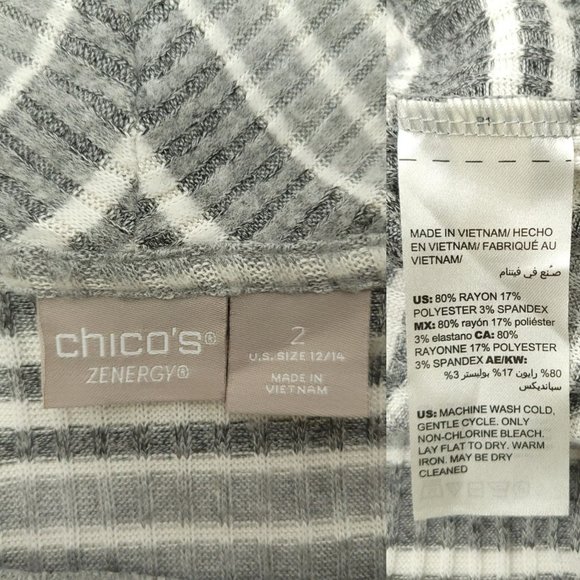 chico's®
ZENERGY®
2
U.S. SIZE 12/14
MADE IN
VIETNAM
MADE IN VIETNAM/ HECHO
EN VIETNAM/ FABRIQUÉ AU
VIETNAM/
صنع في فيتنام
US: 80% RAYON 17%
POLYESTER 3% SPANDEX
MX: 80% rayón 17% poliéster
3% elastano CA: 80%
RAYONNE 17% POLYESTER
3% SPANDEX AE/KW:
80% رايون 17% بوليستر 3%
سبانديكس
US: MACHINE WASH COLD,
GENTLE CYCLE. ONLY
NON-CHLORINE BLEACH.
LAY FLAT TO DRY. WARM
IRON. MAY BE DRY
CLEANED